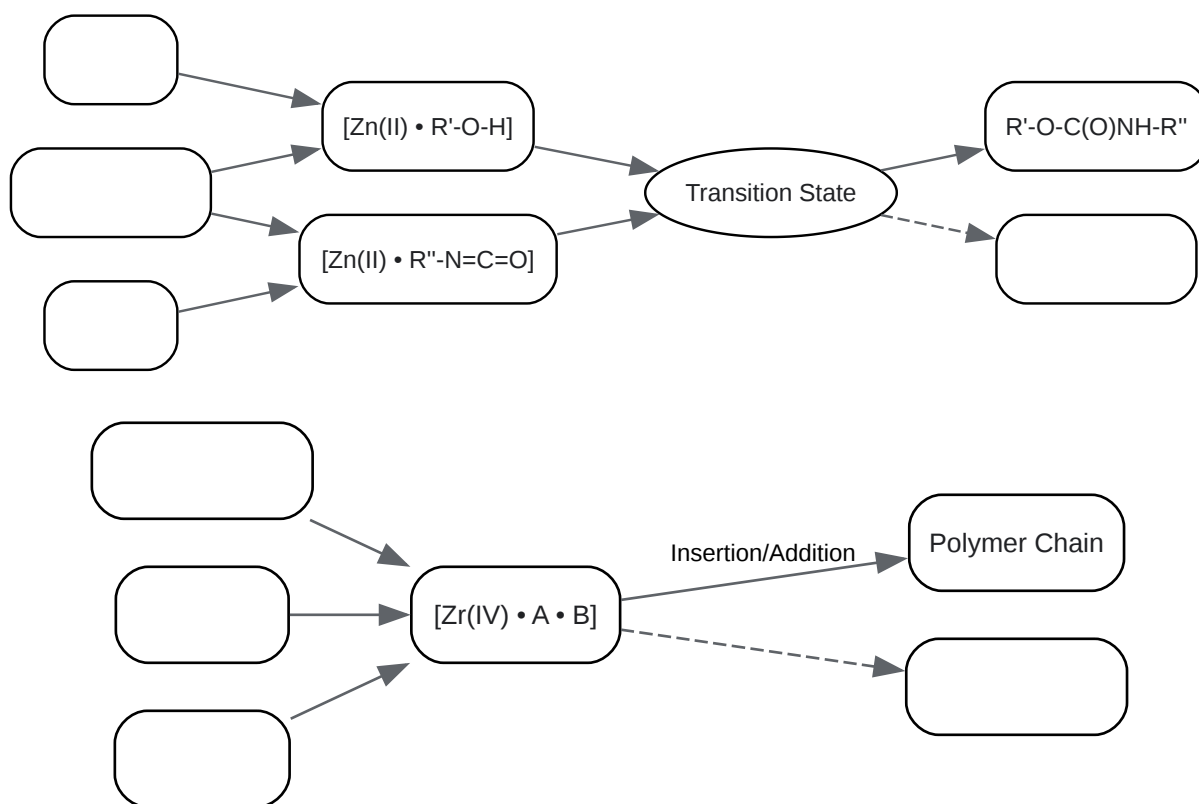 [Zn(II) • R'-O-H]
R'-O-C(O)NH-R"
Transition State
[Zn(II) • R"-N=C=O]
Insertion/Addition
Polymer Chain
[Zr(IV) • A • B]